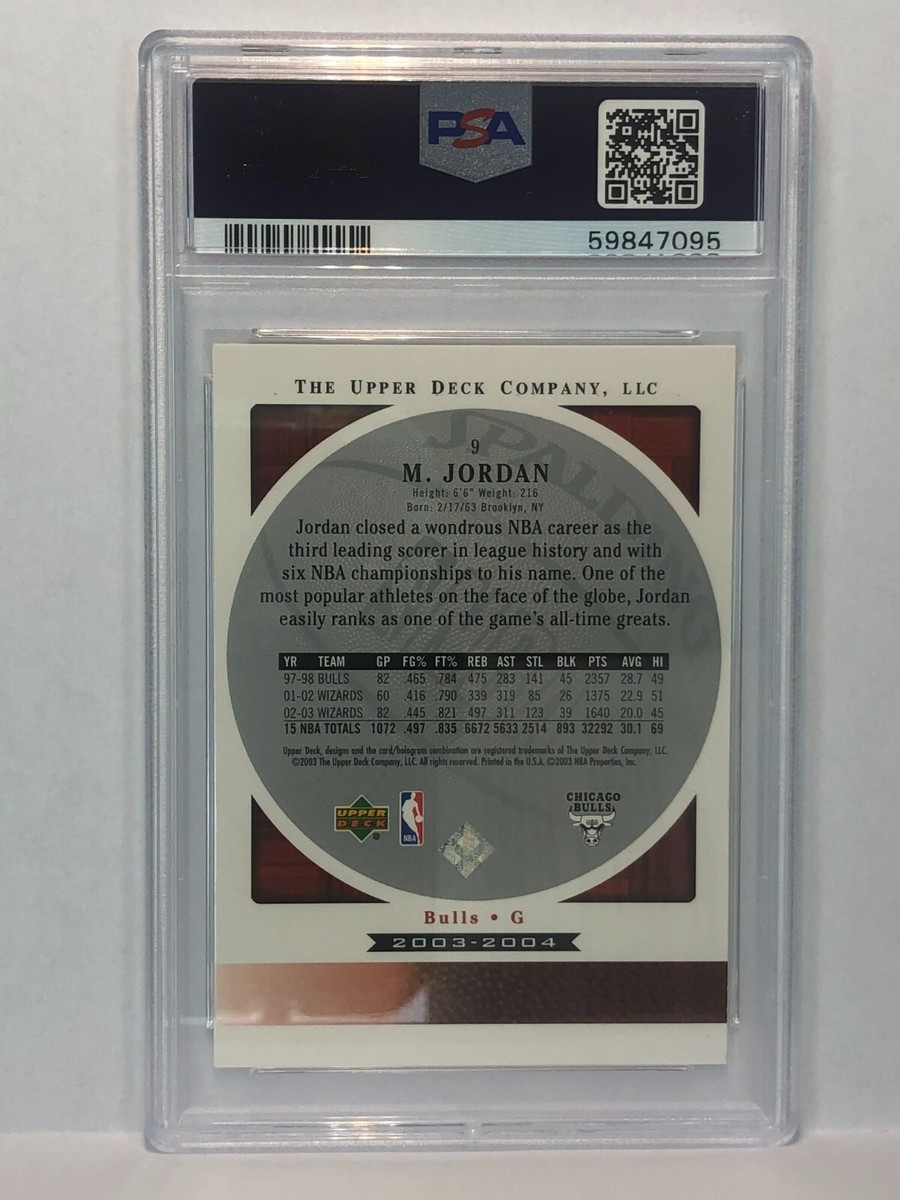 PSA
59847095
THE UPPER DECK COMPANY, LLC
SPALDING
9
M. JORDAN
Height: 6'6" Weight: 216
Born: 2/17/63 Brooklyn, NY
Jordan closed a wondrous NBA career as the
third leading scorer in league history and with
six NBA championships to his name. One of the
most popular athletes on the face of the globe, Jordan
easily ranks as one of the game's all-time greats.
YR TEAM GP FG% FT% REB AST STL BLK PTS AVG HI
97-98 BULLS 82 .465 .784 475 283 141 45 2357 28.7 49
01-02 WIZARDS 60 .416 .790 339 319 85 26 1375 22.9 51
02-03 WIZARDS 82 .445 .821 497 311 123 39 1640 20.0 45
15 NBA TOTALS 1072 .497 .835 6672 5633 2514 893 32292 30.1 69
Upper Deck, designs and the card/hologram combination are registered trademarks of The Upper Deck Company, LLC.
©2003 The Upper Deck Company, LLC. All rights reserved. Printed in the U.S.A. ©2003 NBA Properties, Inc.
UPPER
DECK
®
NBA
CHICAGO
BULLS
Bulls • G
2003-2004